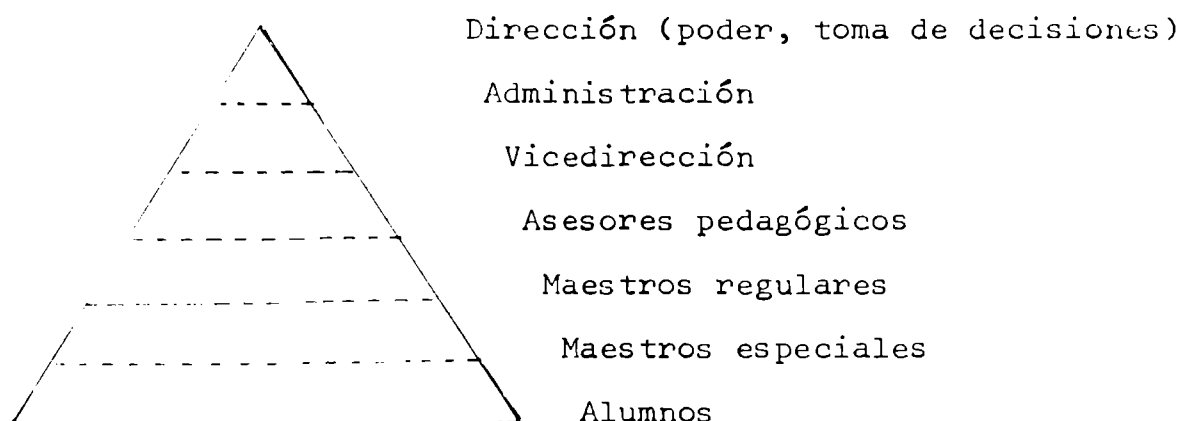 Dirección (poder, toma de decisiones)
Administración
Vicedirección
Asesores pedagógicos
Maestros regulares
Maestros especiales
Alumnos